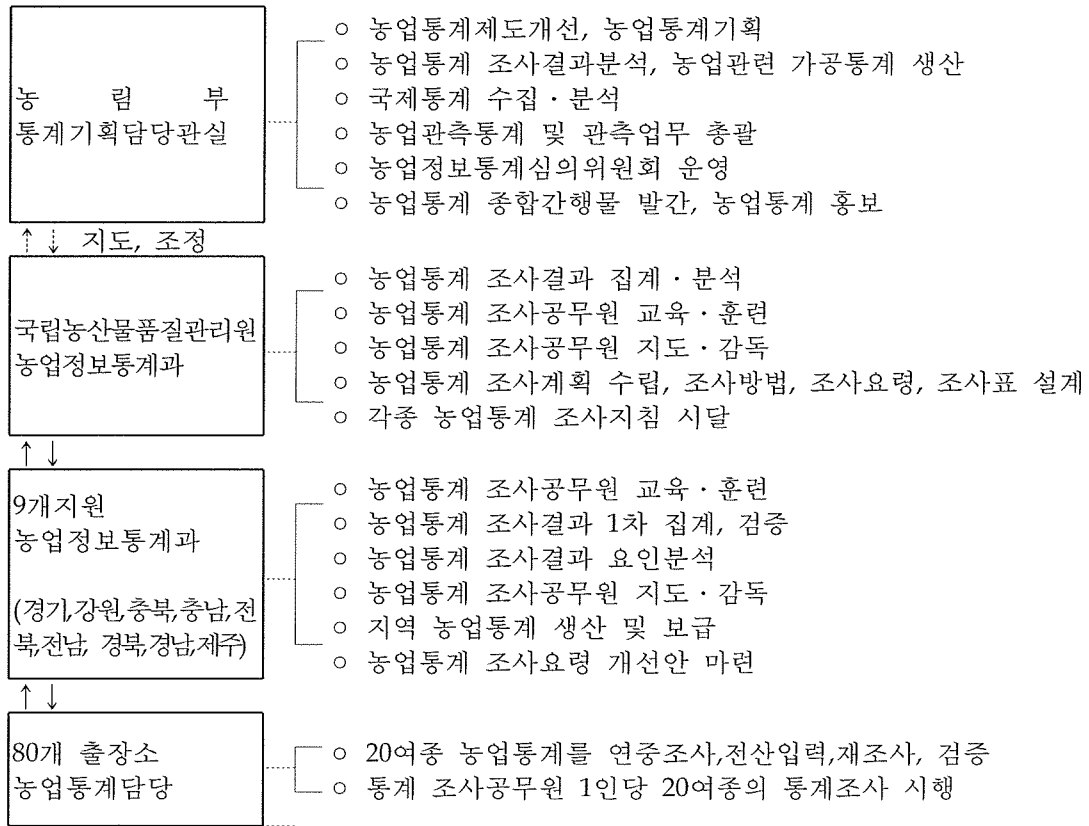 농 림 부
통계기획담당관실
○ 농업통계제도개선, 농업통계기획
○ 농업통계 조사결과분석, 농업관련 가공통계 생산
○ 국제통계 수집·분석
○ 농업관측통계 및 관측업무 총괄
○ 농업정보통계심의위원회 운영
○ 농업통계 종합간행물 발간, 농업통계 홍보
↑ ↓ 지도, 조정
국립농산물품질관리원
농업정보통계과
○ 농업통계 조사결과 집계·분석
○ 농업통계 조사공무원 교육·훈련
○ 농업통계 조사공무원 지도·감독
○ 농업통계 조사계획 수립, 조사방법, 조사요령, 조사표 설계
○ 각종 농업통계 조사지침 시달
↑ ↓
9개지원
농업정보통계과
(경기,강원,충북,충남,전
북,전남, 경북,경남,제주)
○ 농업통계 조사공무원 교육·훈련
○ 농업통계 조사결과 1차 집계, 검증
○ 농업통계 조사결과 요인분석
○ 농업통계 조사공무원 지도·감독
○ 지역 농업통계 생산 및 보급
○ 농업통계 조사요령 개선안 마련
↑ ↓
80개 출장소
농업통계담당
○ 20여종 농업통계를 연중조사,전산입력,재조사, 검증
○ 통계 조사공무원 1인당 20여종의 통계조사 시행